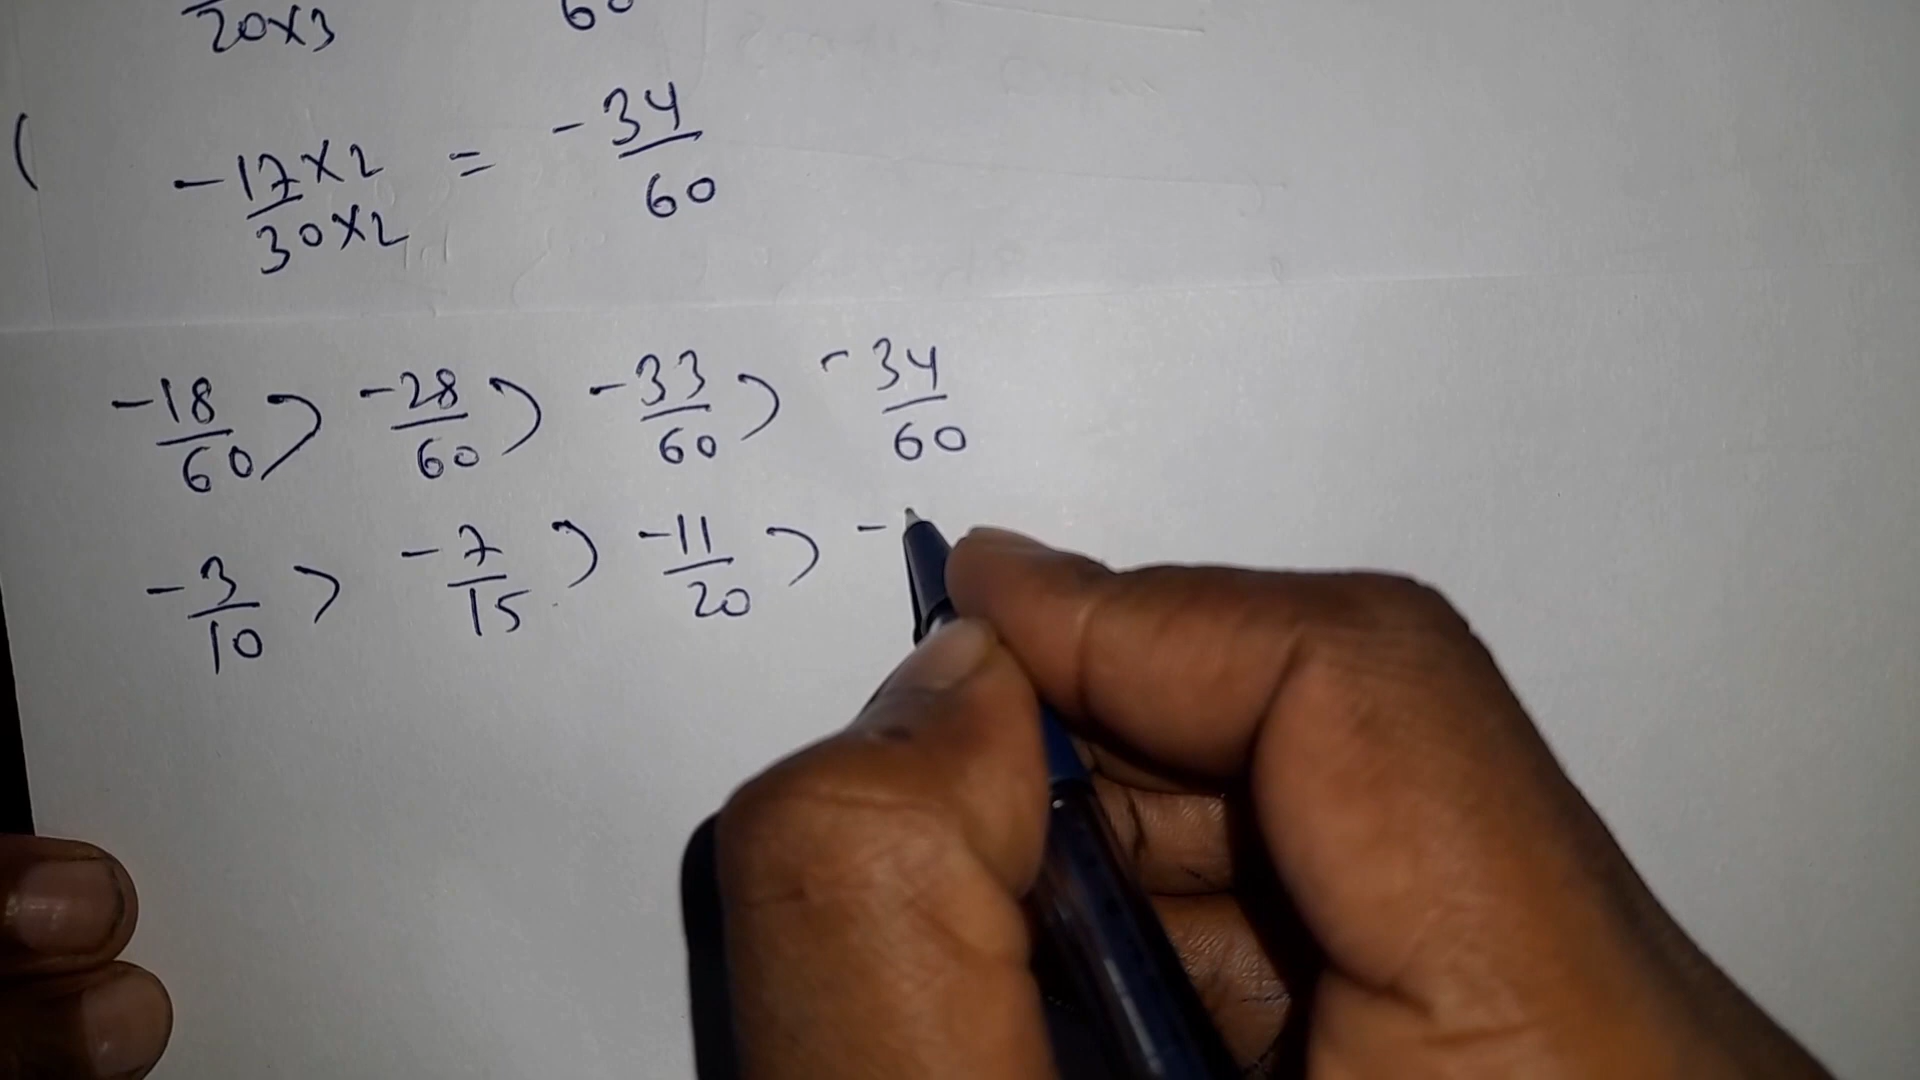 20×3 60
( -17×2/30×2 = -34/60
-18/60 > -28/60 > -33/60 > -34/60
-3/10 > -7/15 > -11/20 > -